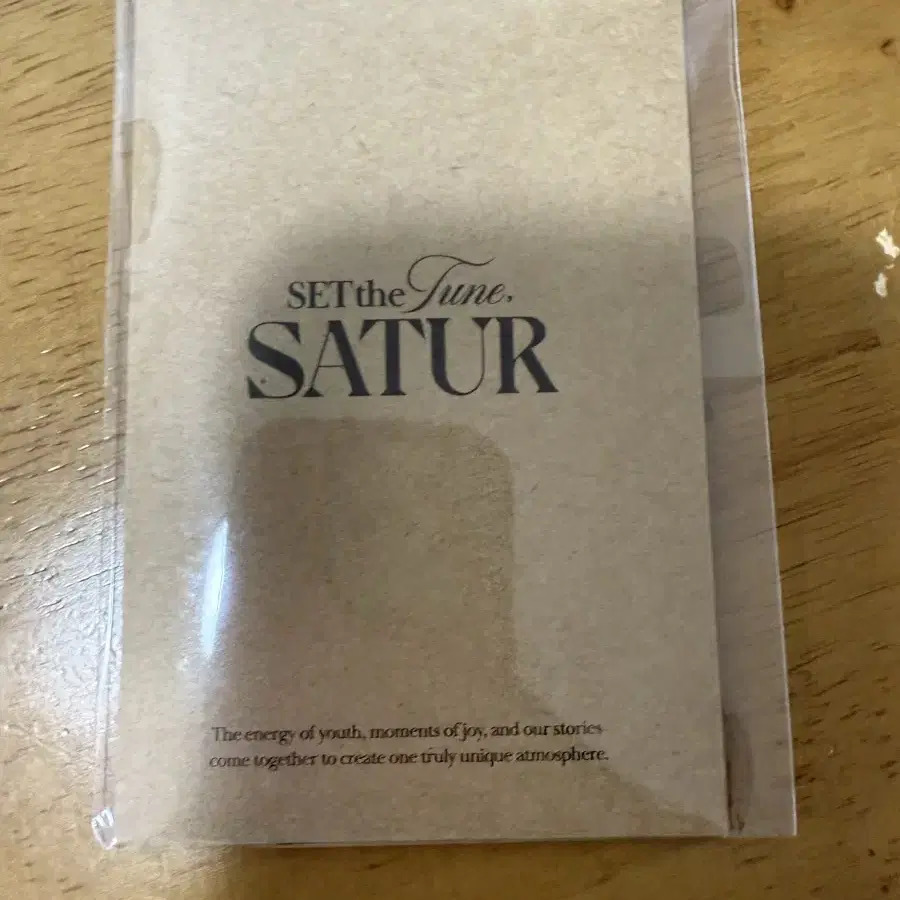 SET the Tune,
SATUR
The energy of youth, moments of joy, and our stories
come together to create one truly unique atmosphere.